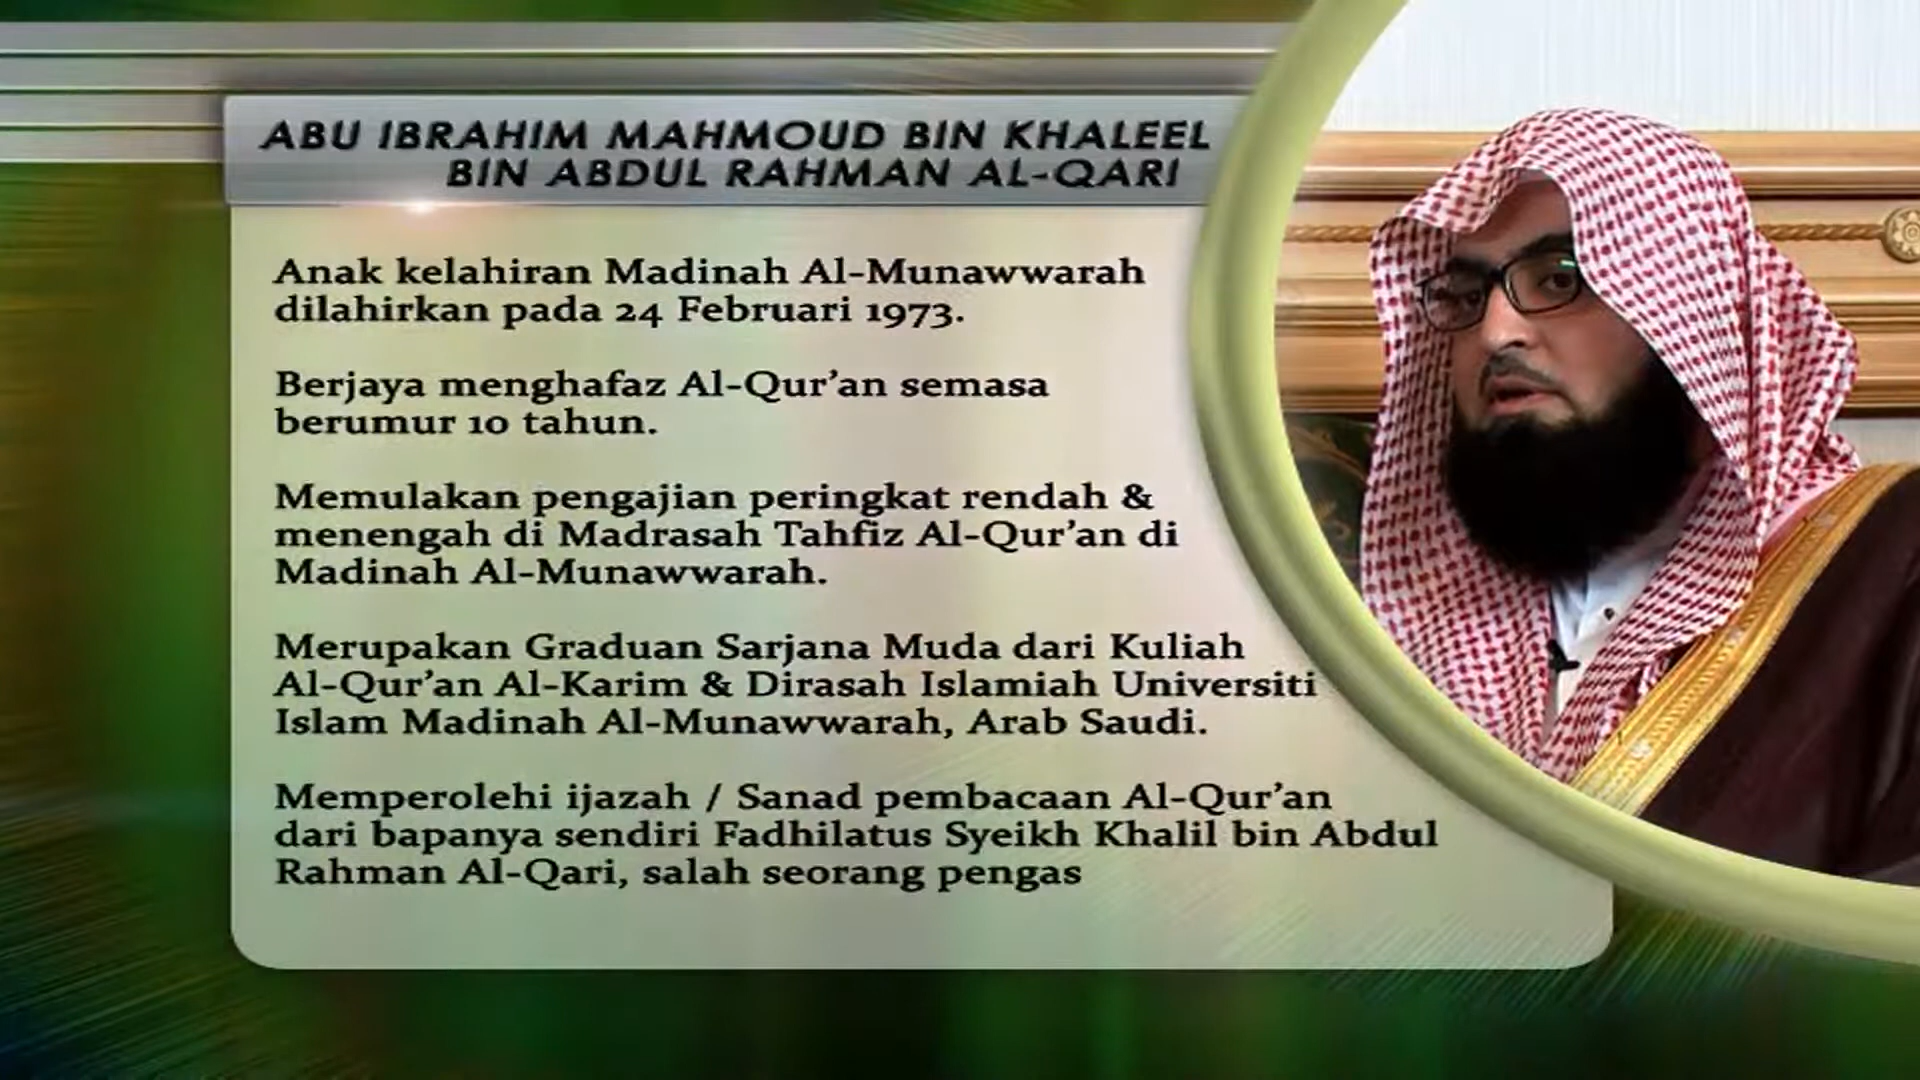 ABU IBRAHIM MAHMOUD BIN KHALEEL
BIN ABDUL RAHMAN AL-QARI
Anak kelahiran Madinah Al-Munawwarah
dilahirkan pada 24 Februari 1973.
Berjaya menghafaz Al-Qur’an semasa
berumur 10 tahun.
Memulakan pengajian peringkat rendah &
menengah di Madrasah Tahfiz Al-Qur’an di
Madinah Al-Munawwarah.
Merupakan Graduan Sarjana Muda dari Kuliah
Al-Qur’an Al-Karim & Dirasah Islamiah Universiti
Islam Madinah Al-Munawwarah, Arab Saudi.
Memperolehi ijazah / Sanad pembacaan Al-Qur’an
dari bapanya sendiri Fadhilatus Syeikh Khalil bin Abdul
Rahman Al-Qari, salah seorang pengas